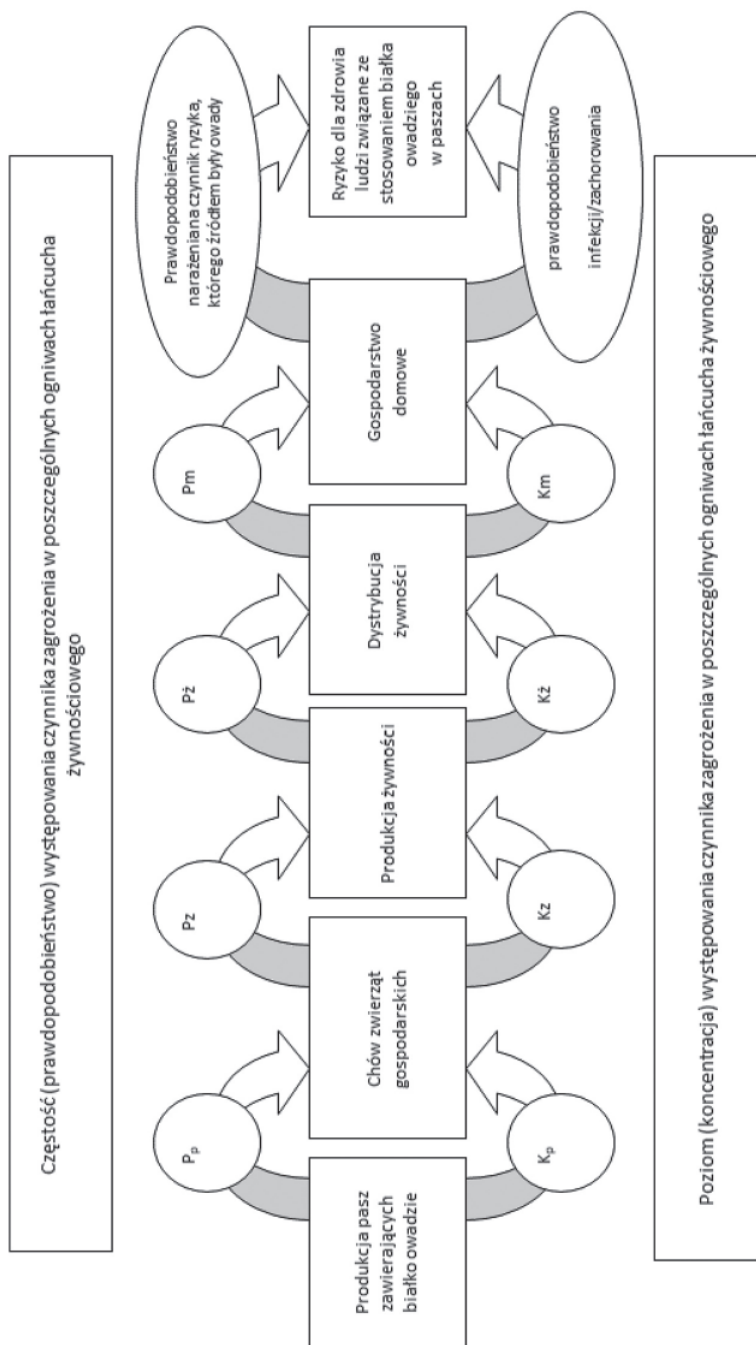 Częstość (prawdopodobieństwo) występowania czynnika zagrożenia w poszczególnych ogniwach łańcucha
żywnościowego
Pp
Pz
Pż
Pm
Prawdopodobieństwo
narażeniana czynnik ryzyka,
którego źródłem były owady
Produkcja pasz
zawierających
białko owadzie
Chów zwierząt
gospodarskich
Produkcja żywności
Dystrybucja
żywności
Gospodarstwo
domowe
Ryzyko dla zdrowia
ludzi związane ze
stosowaniem białka
owadziego
w paszach
Kp
Kz
Kż
Km
prawdopodobieństwo
infekcji/zachorowania
Poziom (koncentracja) występowania czynnika zagrożenia w poszczególnych ogniwach łańcucha żywnościowego